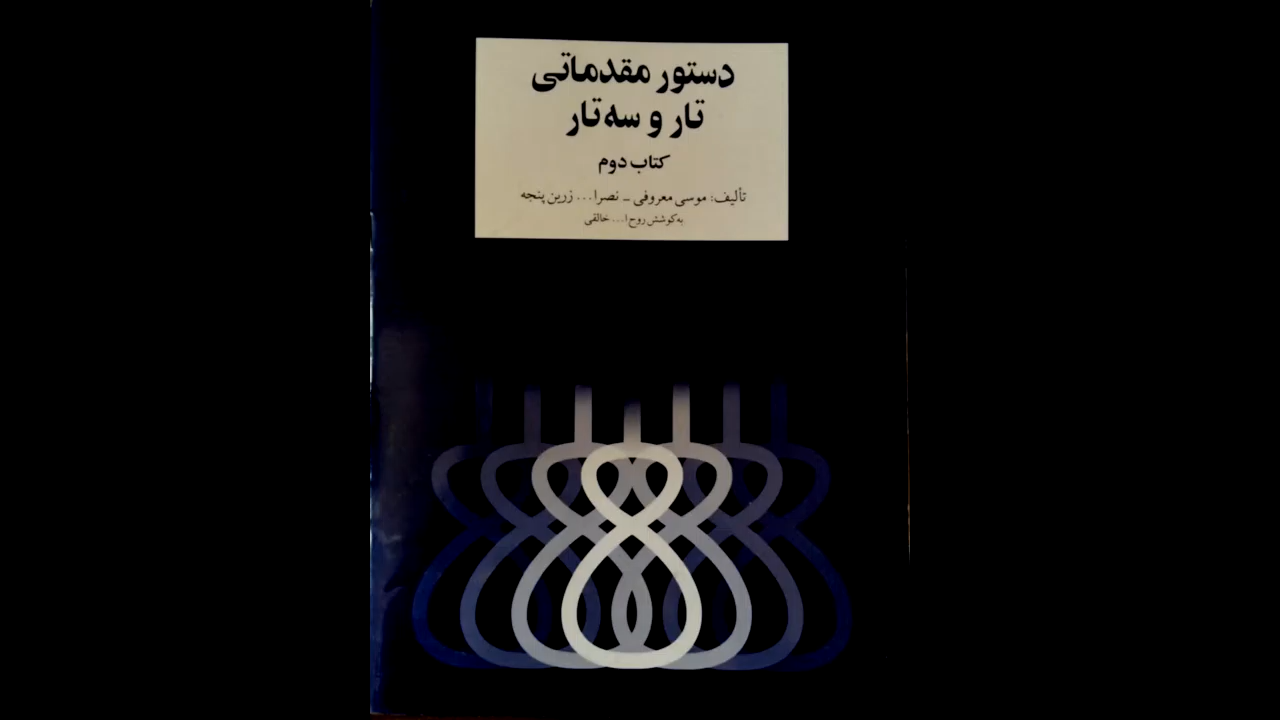 دستور مقدماتی
تار و سه‌تار
کتاب دوم
تألیف: موسی معروفی - نصرا... زرین پنجه
به‌کوشش روح ا... خالقی